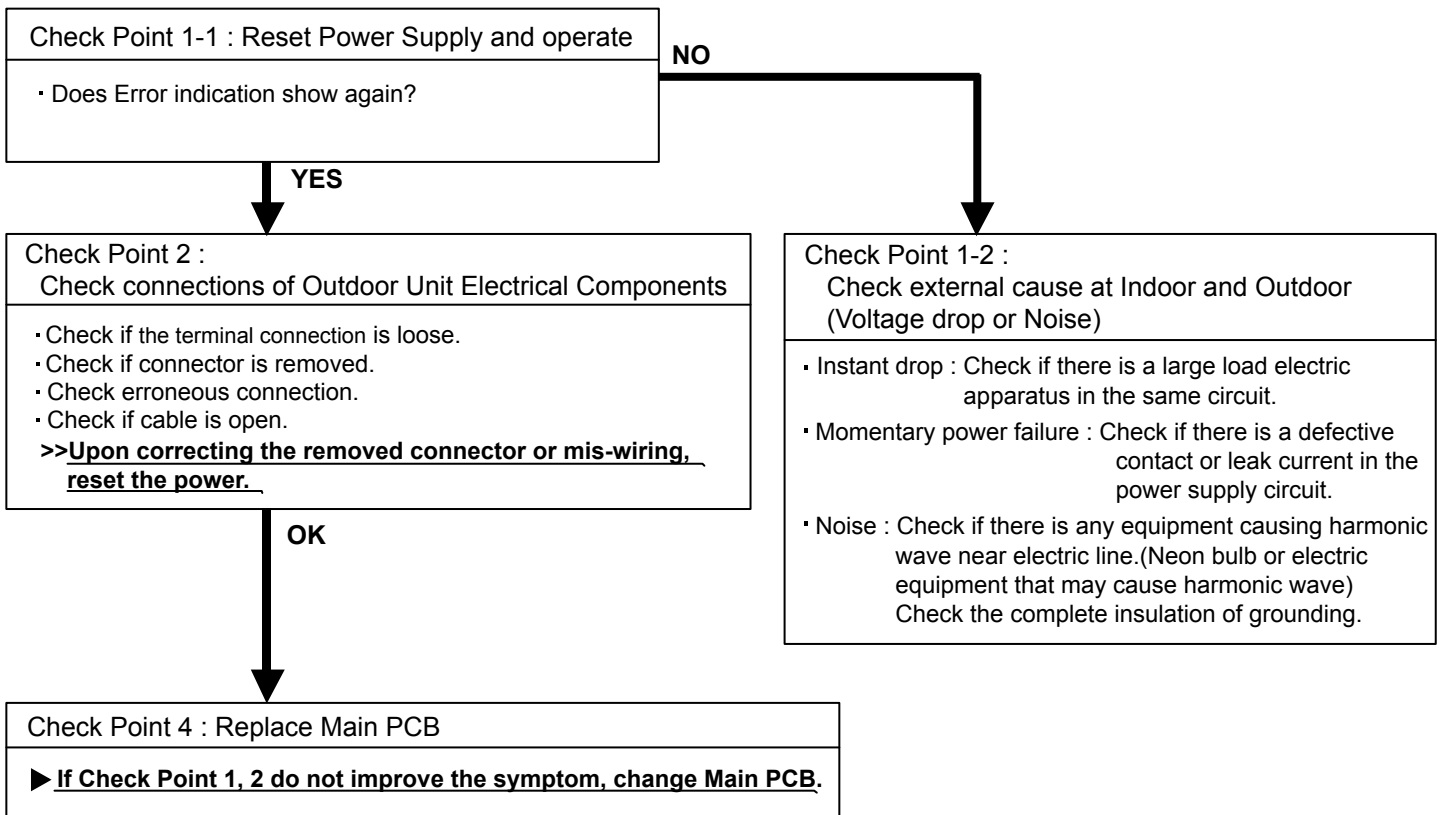 Check Point 1-1 : Reset Power Supply and operate
· Does Error indication show again?
NO
YES
Check Point 2 :
Check connections of Outdoor Unit Electrical Components
· Check if the terminal connection is loose.
· Check if connector is removed.
· Check erroneous connection.
· Check if cable is open.
>>Upon correcting the removed connector or mis-wiring,
reset the power.
OK
Check Point 1-2 :
Check external cause at Indoor and Outdoor
(Voltage drop or Noise)
· Instant drop : Check if there is a large load electric
apparatus in the same circuit.
· Momentary power failure : Check if there is a defective
contact or leak current in the
power supply circuit.
· Noise : Check if there is any equipment causing harmonic
wave near electric line.(Neon bulb or electric
equipment that may cause harmonic wave)
Check the complete insulation of grounding.
Check Point 4 : Replace Main PCB
▶ If Check Point 1, 2 do not improve the symptom, change Main PCB.